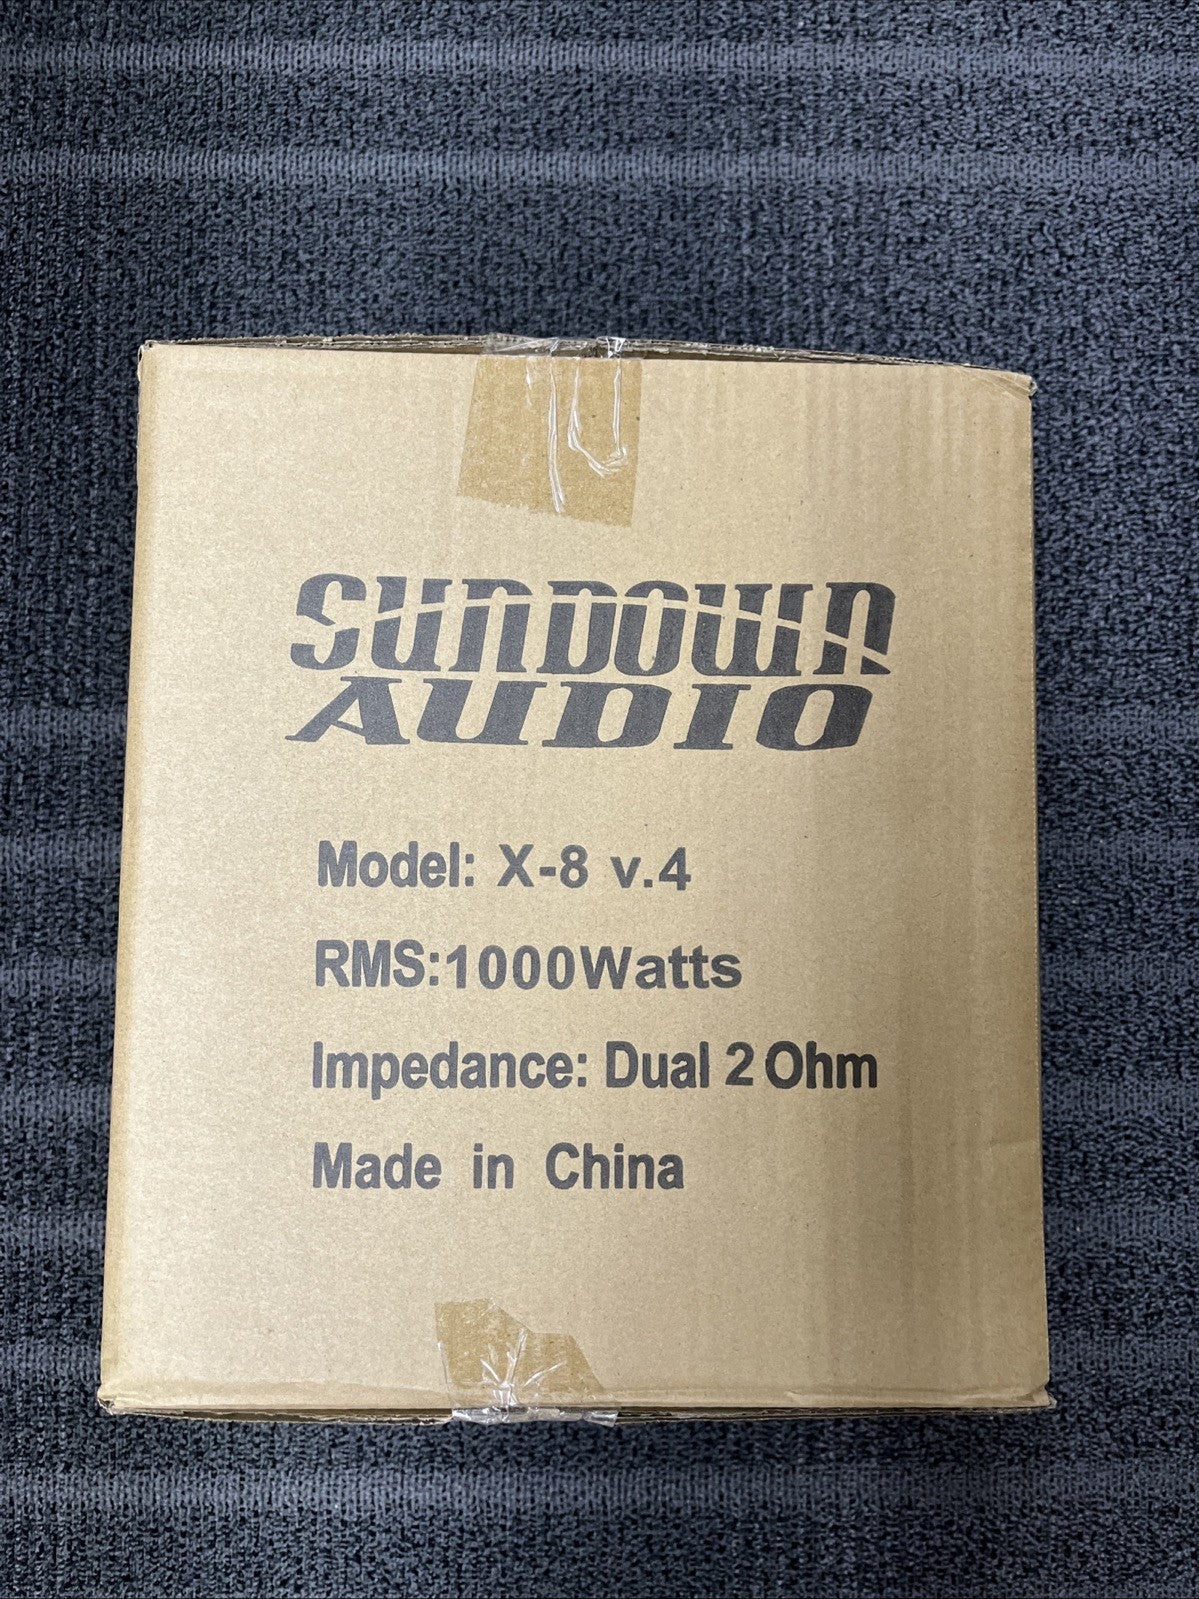 SUNDOWN
AUDIO
Model: X-8 v.4
RMS:1000Watts
Impedance: Dual 2 Ohm
Made in China